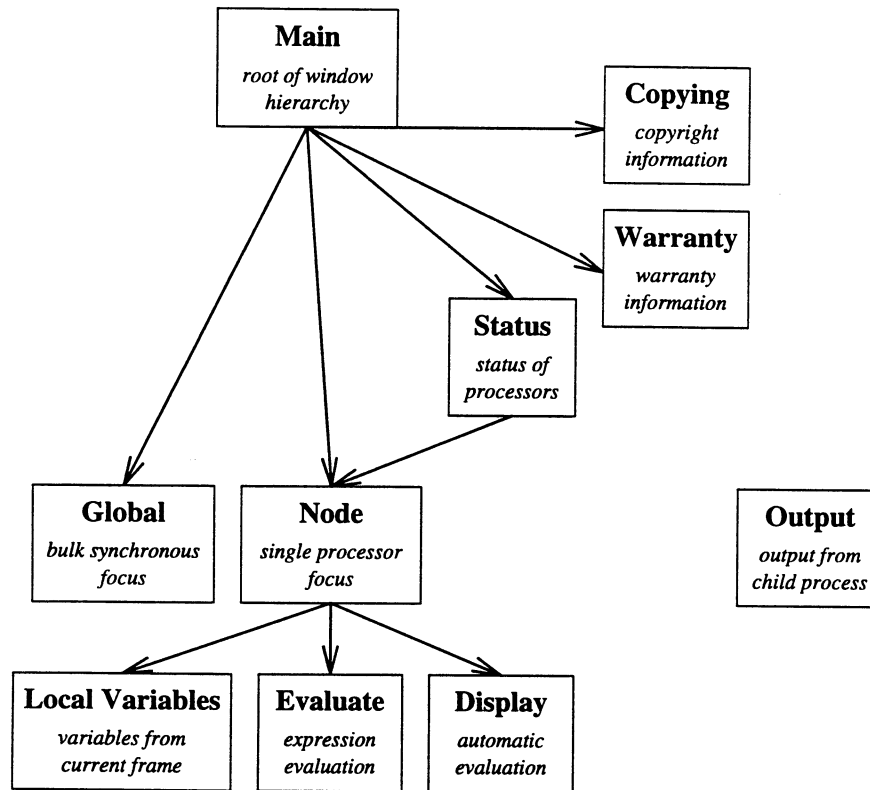 Main
root of window
hierarchy
Copying
copyright
information
Warranty
warranty
information
Status
status of
processors
Global
bulk synchronous
focus
Node
single processor
focus
Output
output from
child process
Local Variables
variables from
current frame
Evaluate
expression
evaluation
Display
automatic
evaluation